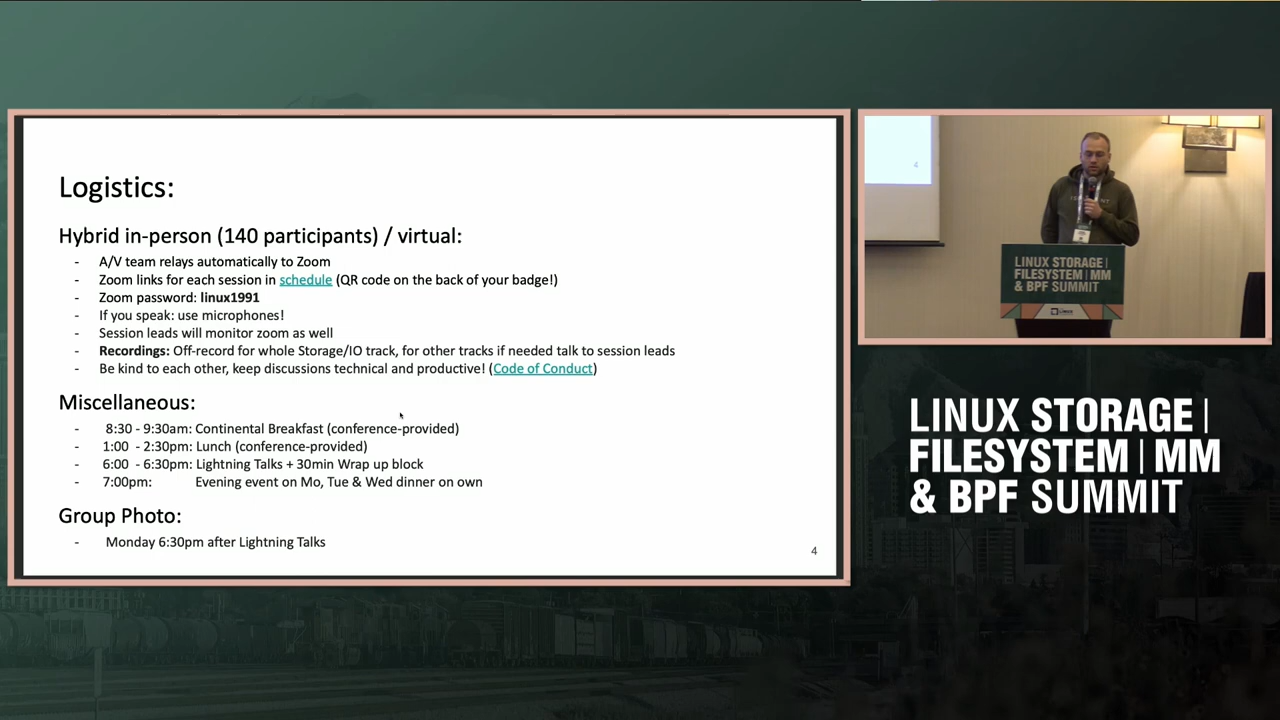 Logistics:
Hybrid in-person (140 participants) / virtual:
- A/V team relays automatically to Zoom
- Zoom links for each session in schedule (QR code on the back of your badge!)
- Zoom password: linux1991
- If you speak: use microphones!
- Session leads will monitor zoom as well
- Recordings: Off-record for whole Storage/IO track, for other tracks if needed talk to session leads
- Be kind to each other, keep discussions technical and productive! (Code of Conduct)
Miscellaneous:
- 8:30 - 9:30am: Continental Breakfast (conference-provided)
- 1:00 - 2:30pm: Lunch (conference-provided)
- 6:00 - 6:30pm: Lightning Talks + 30min Wrap up block
- 7:00pm: Evening event on Mo, Tue & Wed dinner on own
Group Photo:
- Monday 6:30pm after Lightning Talks
4
4
LINUX STORAGE |
FILESYSTEM | MM
& BPF SUMMIT
LINUX STORAGE |
FILESYSTEM | MM
& BPF SUMMIT